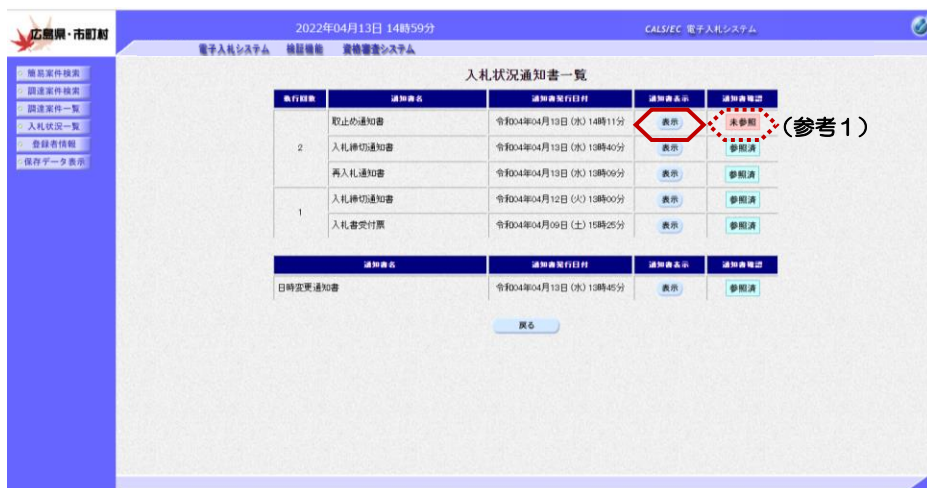 広島県・市町村
2022年04月13日 14時59分
CALS/EC 電子入札システム
電子入札システム 検証機能 資格審査システム
簡易案件検索
調達案件検索
調達案件一覧
入札状況一覧
登録者情報
保存データ表示
入札状況通知書一覧
執行回数 通知書名 通知書発行日付 通知書表示 通知書確認
取止め通知書 令和04年04月13日 (水) 14時11分 表示 未参照 (参考1)
2 入札締切通知書 令和04年04月13日 (水) 13時40分 表示 参照済
再入札通知書 令和04年04月13日 (水) 13時09分 表示 参照済
1 入札締切通知書 令和04年04月12日 (火) 13時00分 表示 参照済
入札書受付票 令和04年04月09日 (土) 15時25分 表示 参照済
通知書名 通知書発行日付 通知書表示 通知書確認
日時変更通知書 令和04年04月13日 (水) 13時45分 表示 参照済
戻る